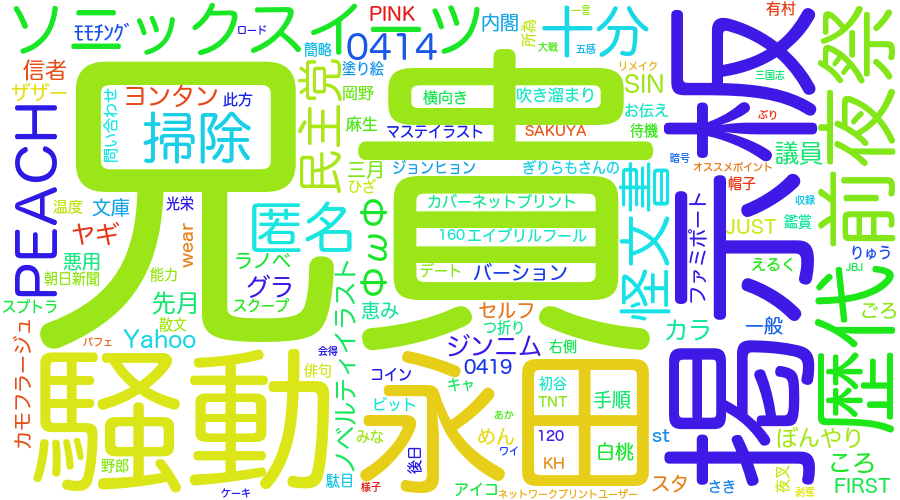 ソニックスイーツ
PINK
内閣
所為
一言
大戦
五感
十分
有村
ロード
モモチング
0414
簡略
塗り絵
リメイク
SIN
三国志
掲示板
前夜祭
歴代
信者
ザザー
問い合わせ
ヨンタン
此方
掃除
兄貴
民主党
岡野
麻生
横向き
吹き溜まり
お伝え
待機
ぷり
マステイラスト
SAKUYA
暗号
議員
オススメポイント
PEACH
三月
ひざ
ジョンヒョン
ぎりらもさんの
帽子
収録
温度
文庫
光栄
匿名
ΦωΦ
カバーネットプリント
怪文書
ファミポート
JUST
鑑賞
ヤギ
wear
160
エイプリルフール
悪用
ラノベ
デート
バーション
りゅう
えるく
JBJ
朝日新聞
能力
グラ
スプトラ
先月
スクープ
恵み
セルフ
ごろ
散文
つ折り
カラ
一般
カモフラージュ
パフェ
Yahoo
会得
ノベルティイラスト
ジンニム
右側
騒動
俳句
コイン
0419
永田
キャ
初谷
TNT
手順
ビット
あか
みな
めん
120
st
ぼんやり
ワイ
白桃
野郎
後日
KH
ころ
駄目
様子
スタ
さき
夜叉
剥奪
FIRST
ケーキ
アイコ
ネットワークプリントユーザー